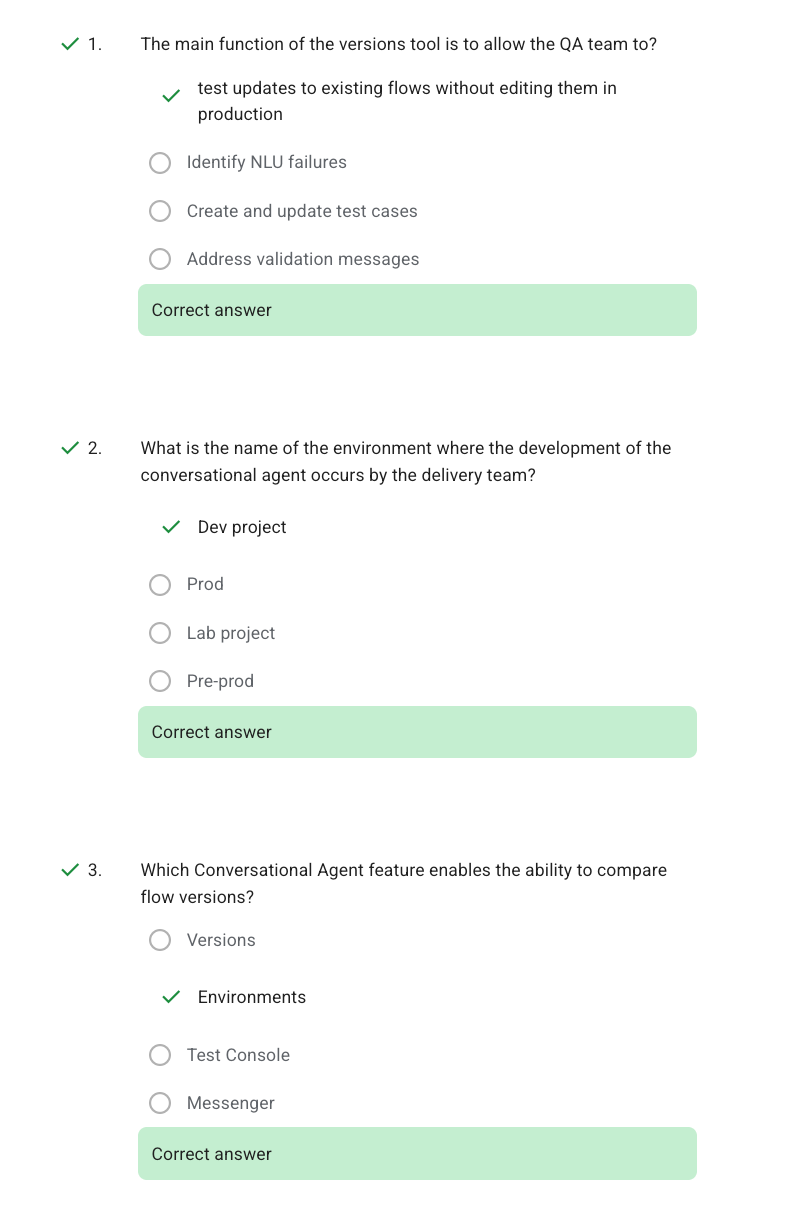 1. The main function of the versions tool is to allow the QA team to?
test updates to existing flows without editing them in
production
Identify NLU failures
Create and update test cases
Address validation messages
Correct answer
2. What is the name of the environment where the development of the
conversational agent occurs by the delivery team?
Dev project
Prod
Lab project
Pre-prod
Correct answer
3. Which Conversational Agent feature enables the ability to compare
flow versions?
Versions
Environments
Test Console
Messenger
Correct answer